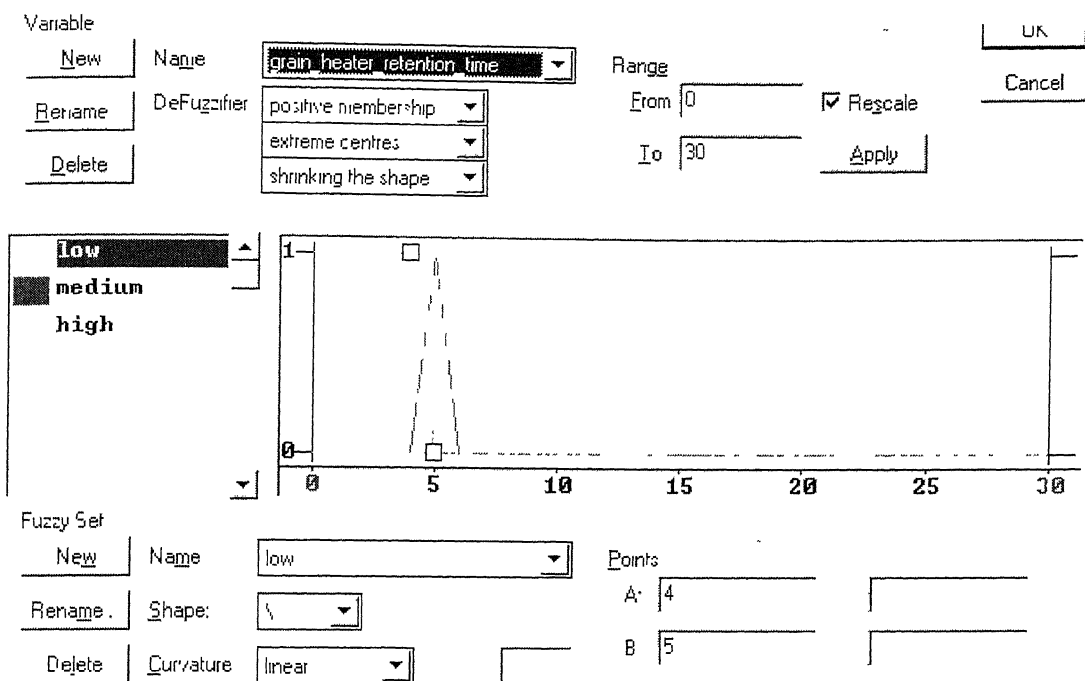 Variable
New
Name
grain_heater_retention_time
Range
OK
Cancel
Rename
DeFuzzifier
positive membership
From
0
Rescale
extreme centres
Delete
shrinking the shape
To
30
Apply
low
medium
high
1
0
0 5 10 15 20 25 30
Fuzzy Set
New
Name
low
Points
Rename.
Shape:
\
A:
4
Delete
Curvature
linear
B
5